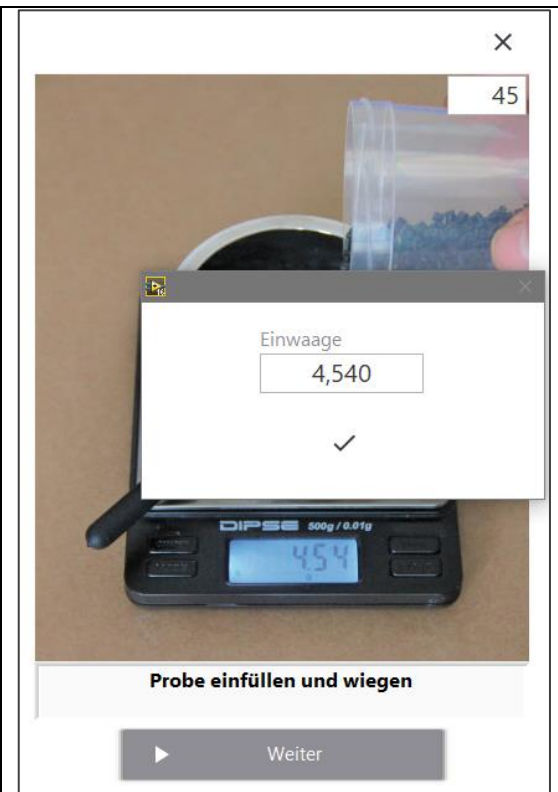 45
Einwaage
4,540
DIPSE 500g / 0.01g
4.54
Probe einfüllen und wiegen
Weiter